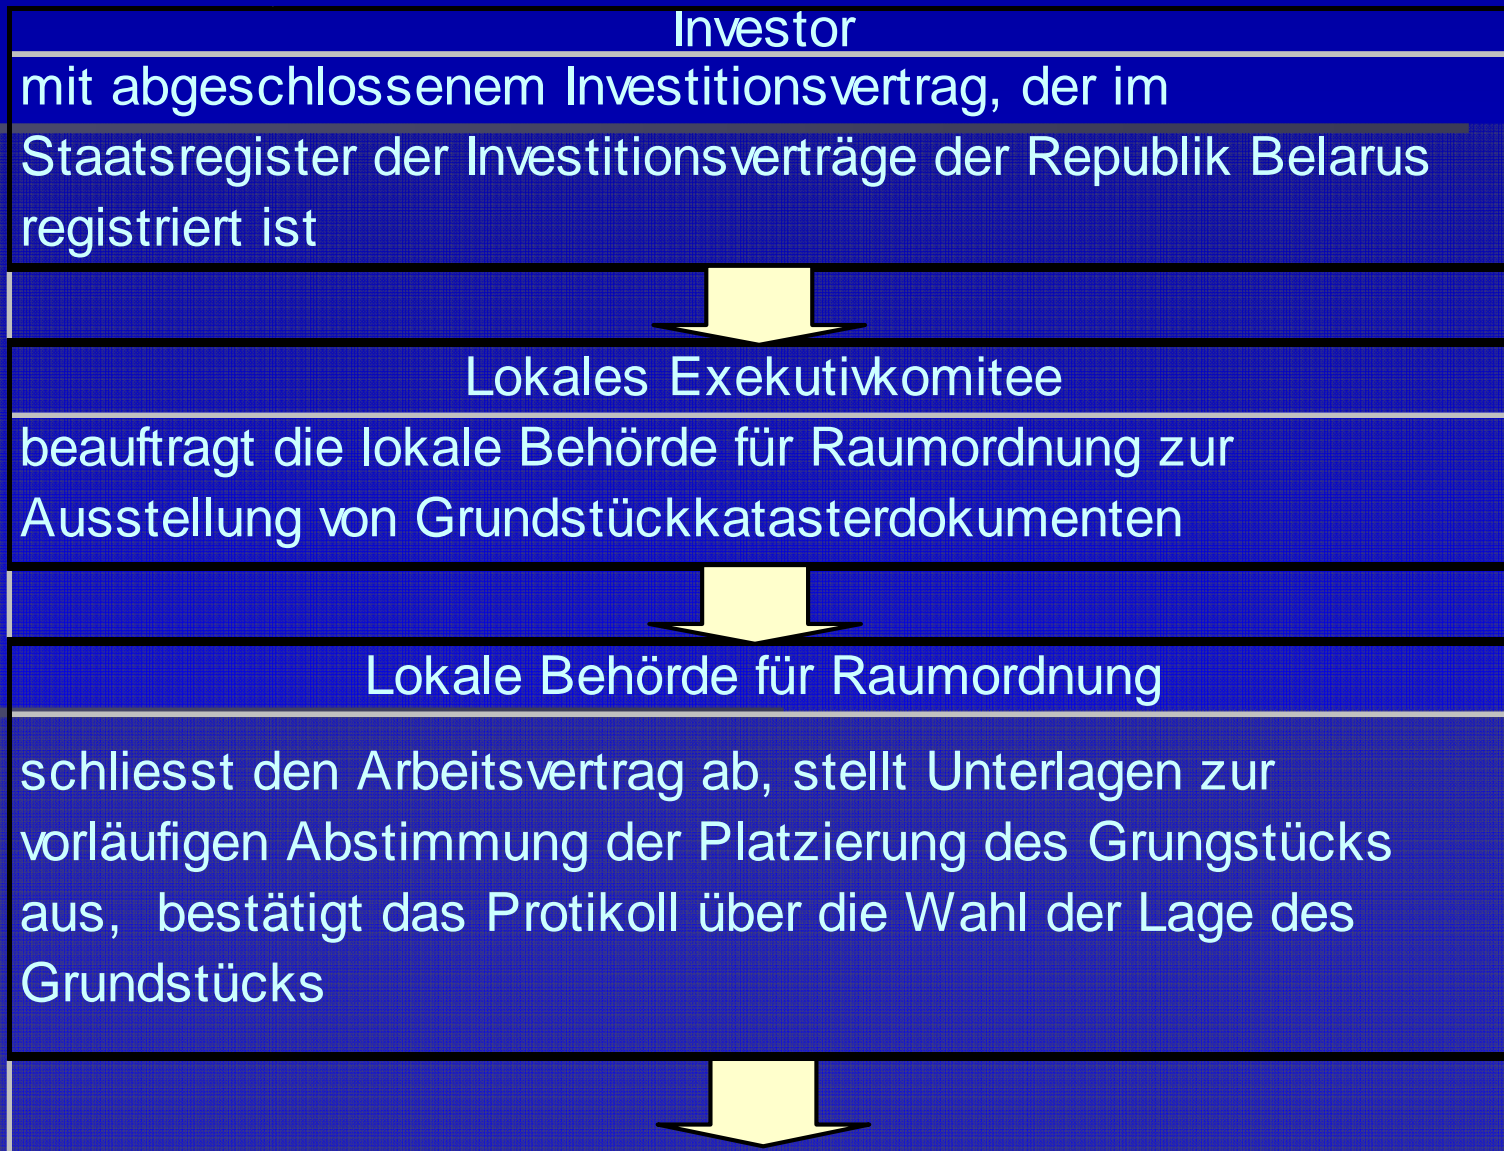 Investor
mit abgeschlossenem Investitionsvertrag, der im
Staatsregister der Investitionsverträge der Republik Belarus
registriert ist
Lokales Exekutivkomitee
beauftragt die lokale Behörde für Raumordnung zur
Ausstellung von Grundstückkatasterdokumenten
Lokale Behörde für Raumordnung
schliesst den Arbeitsvertrag ab, stellt Unterlagen zur
vorläufigen Abstimmung der Platzierung des Grungstücks
aus, bestätigt das Protikoll über die Wahl der Lage des
Grundstücks